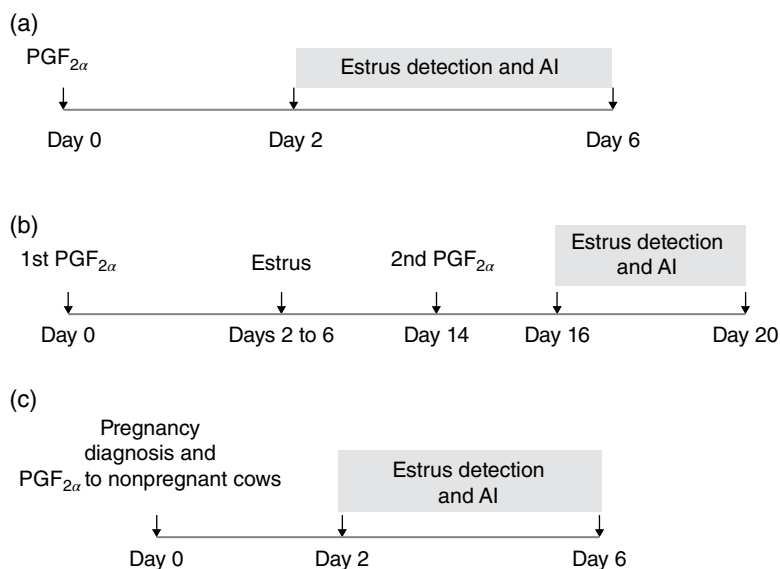 (a)
PGF2α
Estrus detection and AI
Day 0 Day 2 Day 6
(b)
1st PGF2α Estrus 2nd PGF2α Estrus detection
and AI
Day 0 Days 2 to 6 Day 14 Day 16 Day 20
(c)
Pregnancy
diagnosis and
PGF2α to nonpregnant cows
Estrus detection
and AI
Day 0 Day 2 Day 6